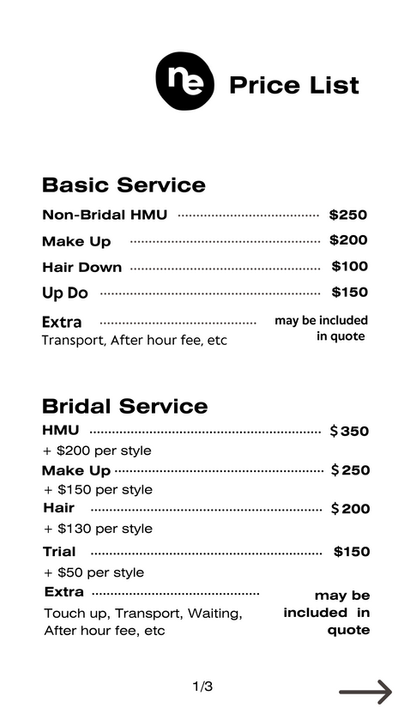 ne Price List
Basic Service
Non-Bridal HMU $250
Make Up $200
Hair Down $100
Up Do $150
Extra may be included
Transport, After hour fee, etc in quote
Bridal Service
HMU $350
+ $200 per style
Make Up $250
+ $150 per style
Hair $200
+ $130 per style
Trial $150
+ $50 per style
Extra may be
Touch up, Transport, Waiting, included in
After hour fee, etc quote
1/3